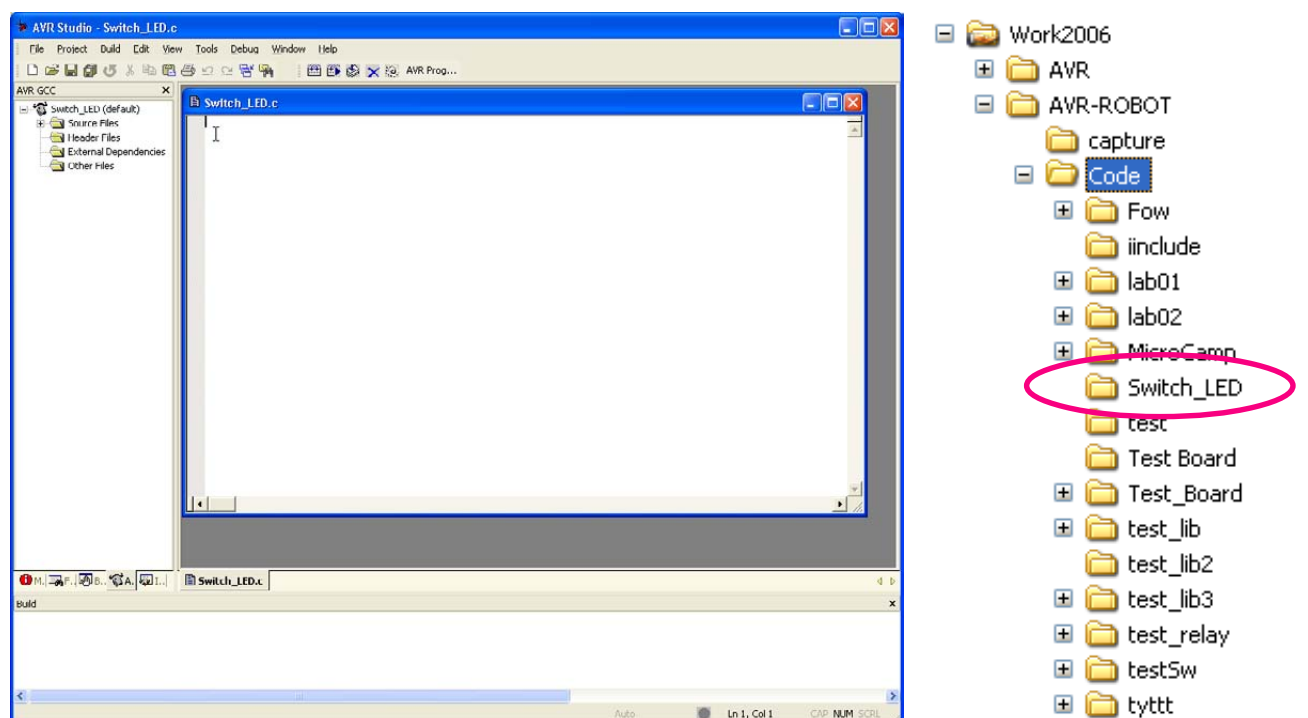 AVR Studio - Switch_LED.c
File Project Build Edit View Tools Debug Window Help
AVR Prog...
AVR GCC
Switch_LED (default)
Source Files
Header Files
External Dependencies
Other Files
Switch_LED.c
M.. F.. B.. A.. I..
Switch_LED.c
Build
Auto
Ln 1, Col 1
CAP NUM SCRL
Work2006
AVR
AVR-ROBOT
capture
Code
Fow
iinclude
lab01
lab02
MicroCamp
Switch_LED
test
Test Board
Test_Board
test_lib
test_lib2
test_lib3
test_relay
testSw
tyttt